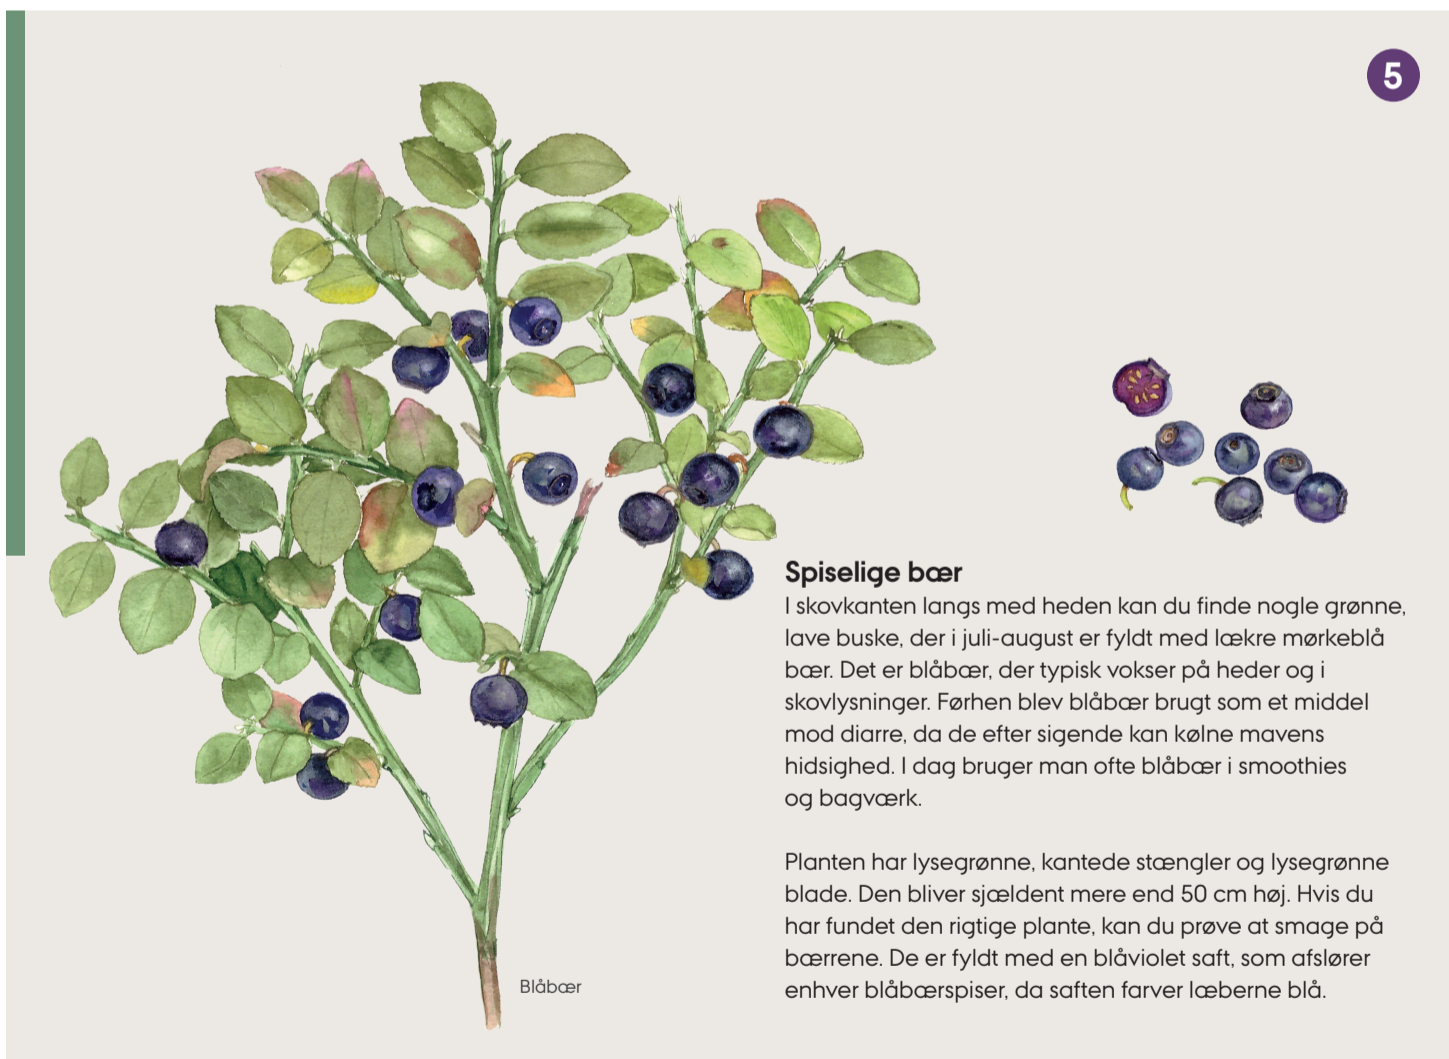 5
Spiselige bær
I skovkanten langs med heden kan du finde nogle grønne,
lave buske, der i juli-august er fyldt med lækre mørkeblå
bær. Det er blåbær, der typisk vokser på heder og i
skovlysninger. Førhen blev blåbær brugt som et middel
mod diarre, da de efter sigende kan kølne mavens
hidsighed. I dag bruger man ofte blåbær i smoothies
og bagværk.
Planten har lysegrønne, kantede stængler og lysegrønne
blade. Den bliver sjældent mere end 50 cm høj. Hvis du
har fundet den rigtige plante, kan du prøve at smage på
bærrene. De er fyldt med en blåviolet saft, som afslører
enhver blåbærspiser, da saften farver læberne blå.
Blåbær